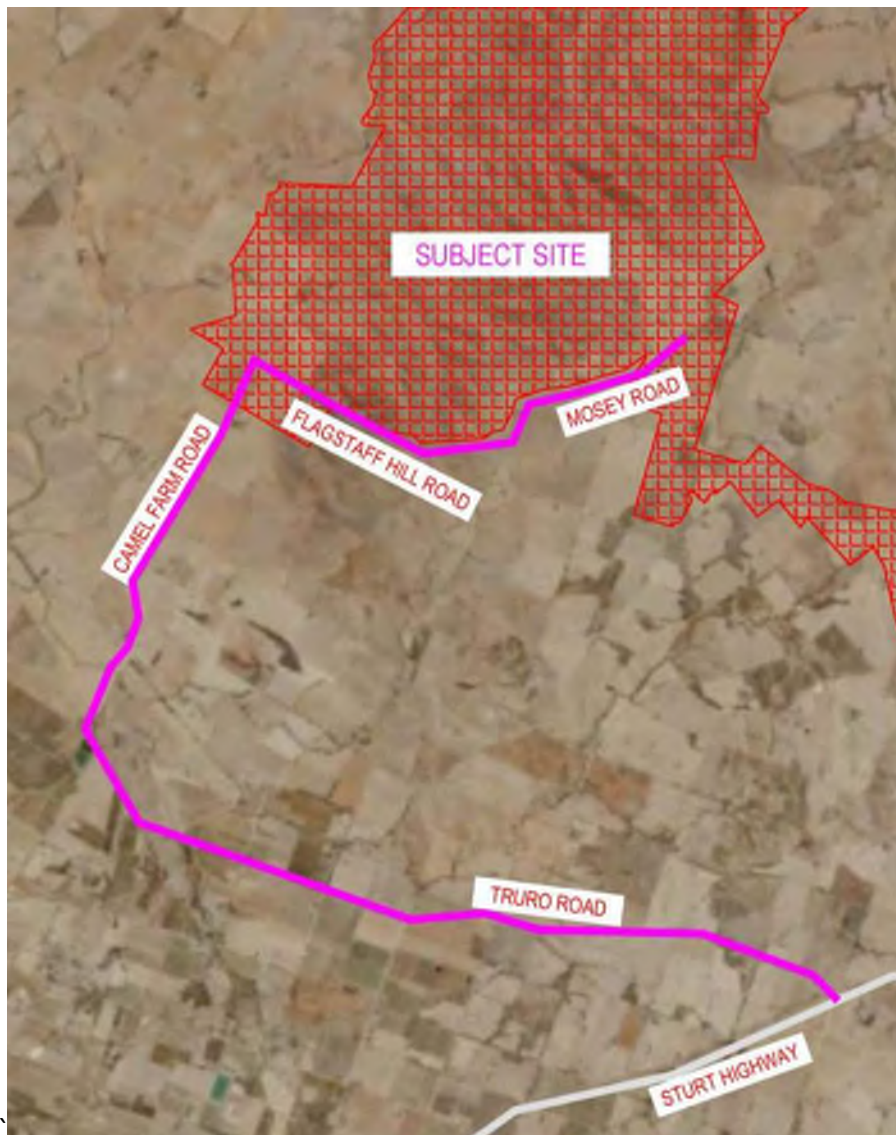 SUBJECT SITE
MOSEY ROAD
FLAGSTAFF HILL ROAD
CAMEL FARM ROAD
TRURO ROAD
STURT HIGHWAY